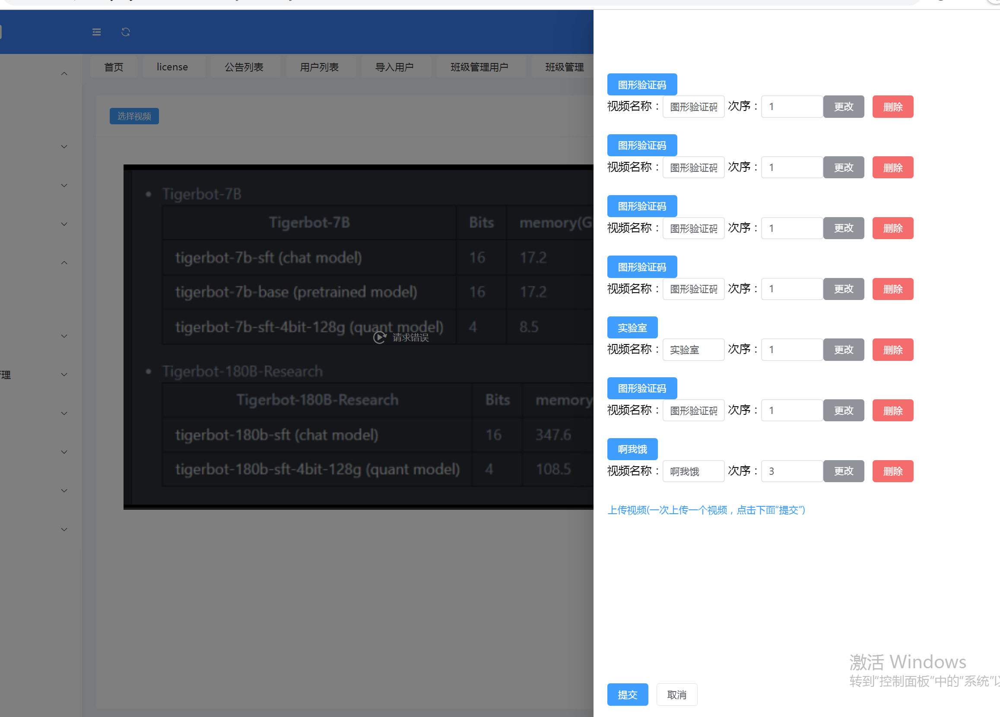 首页 license 公告列表 用户列表 导入用户 班级管理用户 班级管理
选择视频
Tigerbot-7B
Tigerbot-7B Bits memory(G
tigerbot-7b-sft (chat model) 16 17.2
tigerbot-7b-base (pretrained model) 16 17.2
tigerbot-7b-sft-4bit-128g (quant model) 4 8.5
请求错误
Tigerbot-180B-Research
Tigerbot-180B-Research Bits memory
tigerbot-180b-sft (chat model) 16 347.6
tigerbot-180b-sft-4bit-128g (quant model) 4 108.5
理
图形验证码
视频名称： 图形验证码 次序： 1 更改 删除
图形验证码
视频名称： 图形验证码 次序： 1 更改 删除
图形验证码
视频名称： 图形验证码 次序： 1 更改 删除
图形验证码
视频名称： 图形验证码 次序： 1 更改 删除
实验室
视频名称： 实验室 次序： 1 更改 删除
图形验证码
视频名称： 图形验证码 次序： 1 更改 删除
啊我饿
视频名称： 啊我饿 次序： 3 更改 删除
上传视频(一次上传一个视频，点击下面“提交”)
激活 Windows
转到“控制面板”中的“系统”以
提交 取消